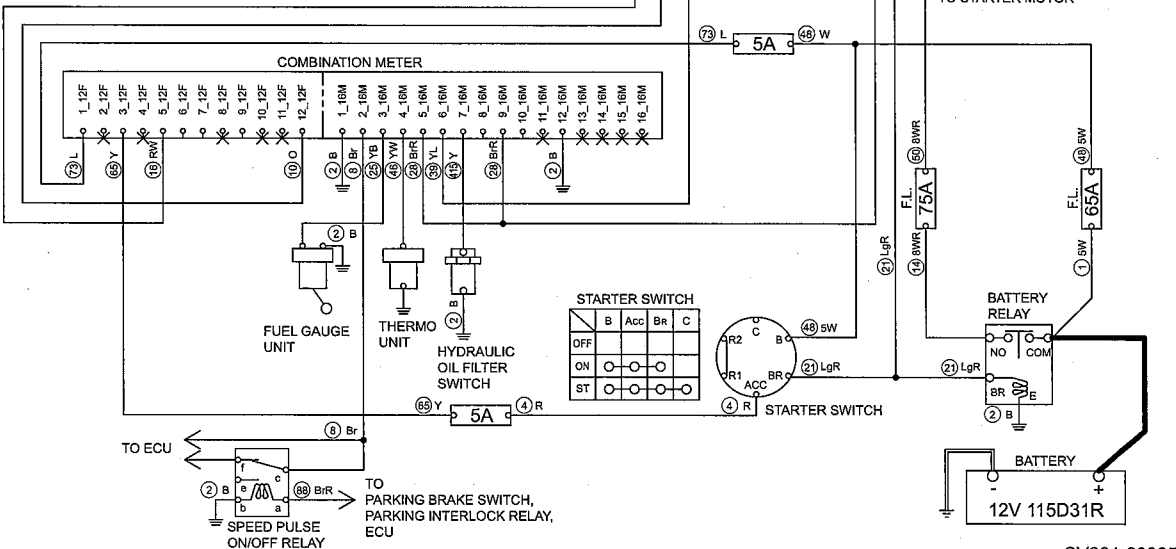 TO STARTER MOTOR
73 L 5A 48 W
COMBINATION METER
1_12F 2_12F 3_12F 4_12F 5_12F 6_12F 7_12F 8_12F 9_12F 10_12F 11_12F 12_12F 1_16M 2_16M 3_16M 4_16M 5_16M 6_16M 7_16M 8_16M 9_16M 10_16M 11_16M 12_16M 13_16M 14_16M 15_16M 16_16M
73 L 65 Y 16 RW 10 O 2 B 8 Br 25 YB 46 YW 28 BrR 39 YL 415 Y 28 BrR 2 B
50 8WR 48 5W
F.L. 75A F.L. 65A
14 8WR 1 5W
21 LgR
2 B
FUEL GAUGE
UNIT
THERMO
UNIT
2 B
HYDRAULIC
OIL FILTER
SWITCH
STARTER SWITCH
B ACC BR C
OFF
ON
ST
C
R2 B 48 5W
R1 BR 21 LgR
ACC
4 R
STARTER SWITCH
BATTERY
RELAY
NO COM
21 LgR
BR E
2 B
65 Y 5A 4 R
8 Br
TO ECU
f c
e
2 B b a 88 BrR
SPEED PULSE
ON/OFF RELAY
TO
PARKING BRAKE SWITCH,
PARKING INTERLOCK RELAY,
ECU
BATTERY
- +
12V 115D31R